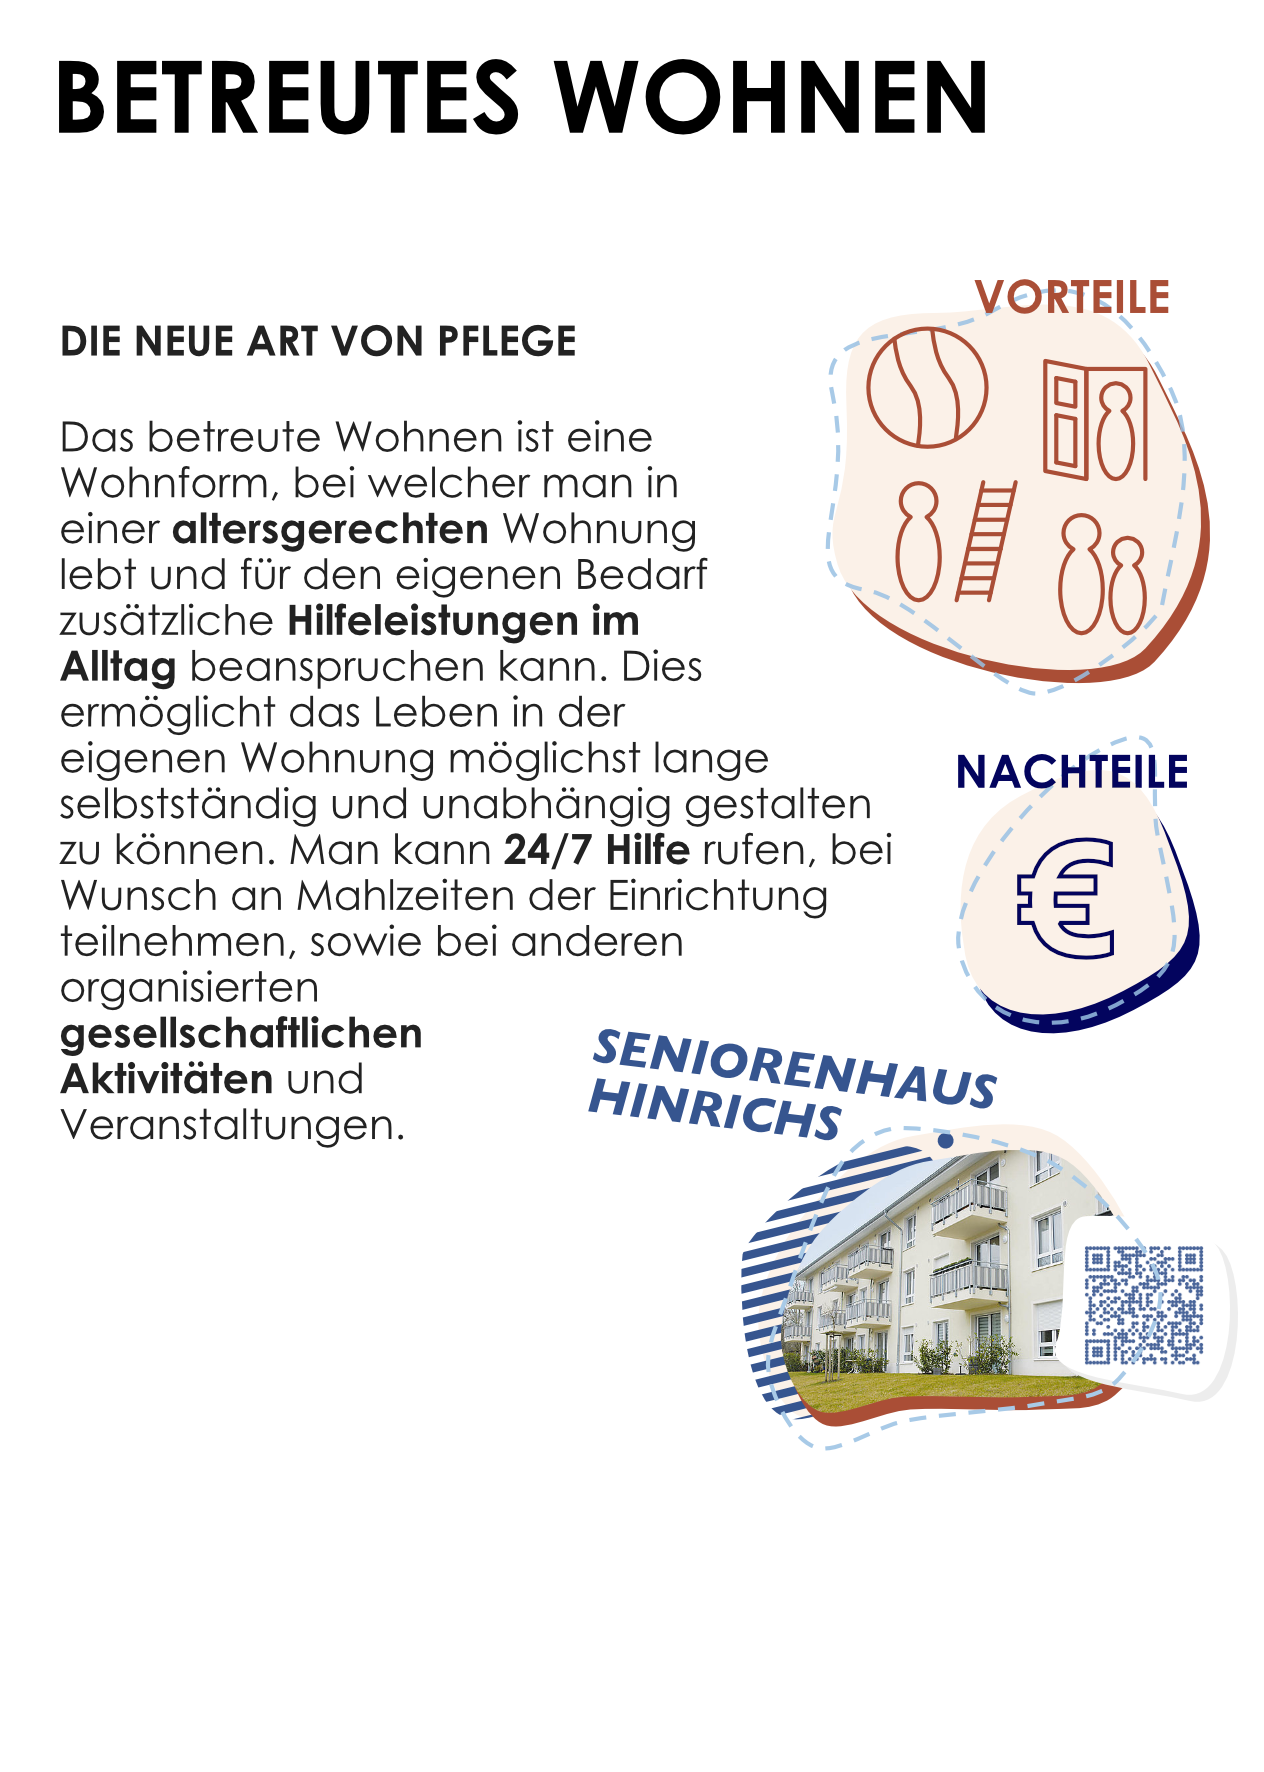 BETREUTES WOHNEN
DIE NEUE ART VON PFLEGE
Das betreute Wohnen ist eine
Wohnform, bei welcher man in
einer altersgerechten Wohnung
lebt und für den eigenen Bedarf
zusätzliche Hilfeleistungen im
Alltag beanspruchen kann. Dies
ermöglicht das Leben in der
eigenen Wohnung möglichst lange
selbstständig und unabhängig gestalten
zu können. Man kann 24/7 Hilfe rufen, bei
Wunsch an Mahlzeiten der Einrichtung
teilnehmen, sowie bei anderen
organisierten
gesellschaftlichen
Aktivitäten und
Veranstaltungen.
VORTEILE
NACHTEILE
€
SENIORENHAUS
HINRICHS